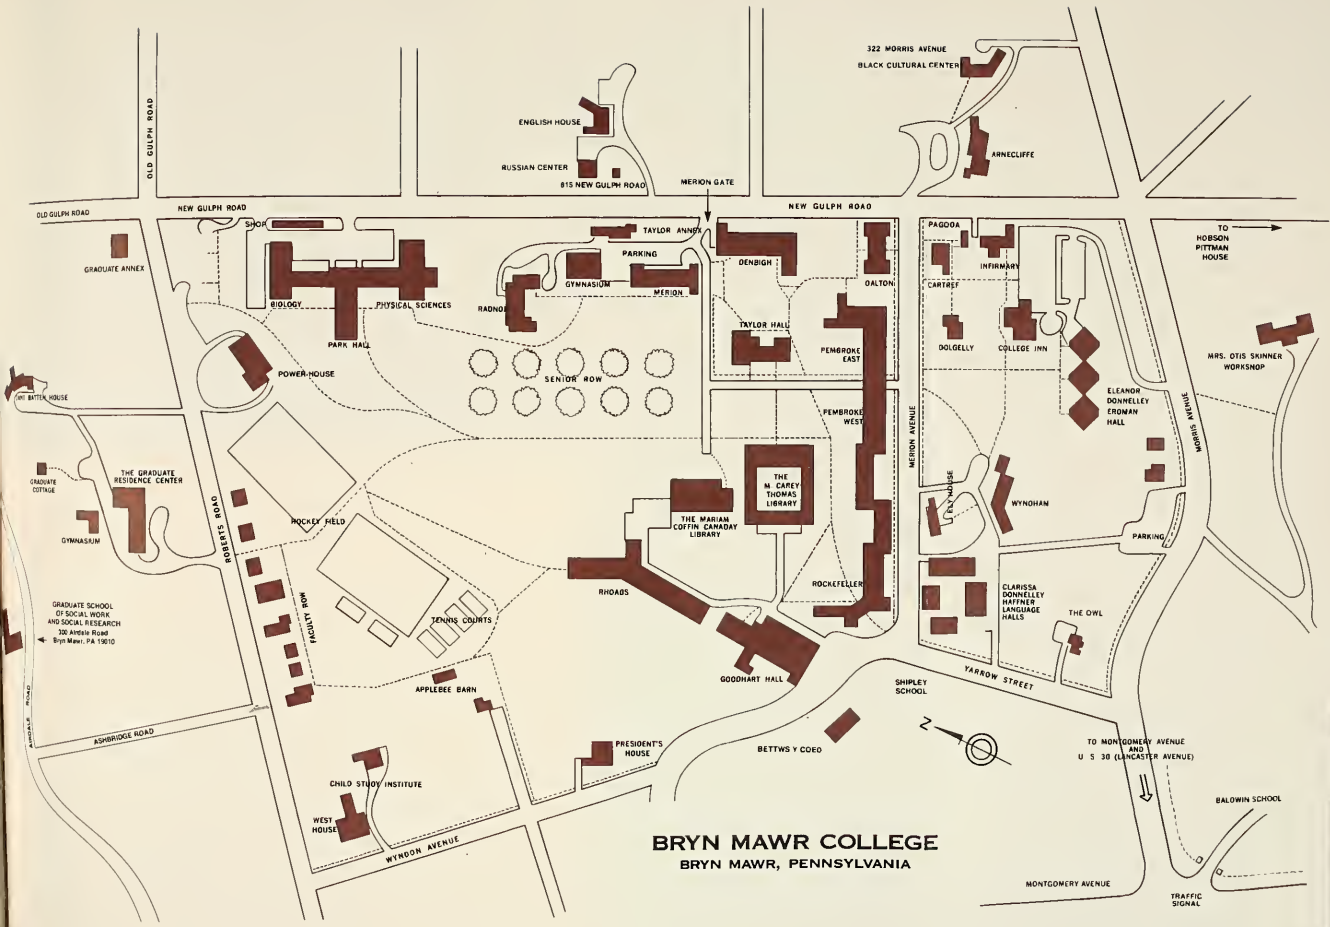 322 MORRIS AVENUE
BLACK CULTURAL CENTER
OLD GULPH ROAD
ENGLISH HOUSE
ARNECLIFFE
RUSSIAN CENTER
815 NEW GULPH ROAD
MERION GATE
OLD GULPH ROAD
NEW GULPH ROAD
NEW GULPH ROAD
SHOP
TAYLOR ANNEX
PAGODA
TO
HOBSON
PITTMAN
HOUSE
GRADUATE ANNEX
PARKING
DENBIGH
INFIRMARY
BIOLOGY
PHYSICAL SCIENCES
RADNOR
GYMNASIUM
MERION
DALTON
CARTREF
TAYLOR HALL
PARK HALL
PEMBROKE
EAST
DOLGELLY
COLLEGE INN
MRS. OTIS SKINNER
WORKSHOP
POWER HOUSE
SENIOR ROW
BATTEN HOUSE
ELEANOR
DONNELLEY
ERDMAN
HALL
PEMBROKE
WEST
MERION AVENUE
MORRIS AVENUE
THE GRADUATE
RESIDENCE CENTER
GRADUATE
COTTAGE
THE
M. CAREY
THOMAS
LIBRARY
ELY HOUSE
WYNDHAM
ROBERTS ROAD
HOCKEY FIELD
THE MARIAM
COFFIN CANADAY
LIBRARY
GYMNASIUM
PARKING
RHOADS
ROCKEFELLER
CLARISSA
DONNELLEY
HAFFNER
LANGUAGE
HALLS
GRADUATE SCHOOL
OF SOCIAL WORK
AND SOCIAL RESEARCH
300 Airdale Road
Bryn Mawr, PA 19010
FACULTY ROW
TENNIS COURTS
THE OWL
GOODHART HALL
YARROW STREET
APPLEBEE BARN
SHIPLEY
SCHOOL
AIRDALE ROAD
ASHBRIDGE ROAD
PRESIDENT'S
HOUSE
BETTWS Y COED
N
TO MONTGOMERY AVENUE
AND
U S 30 (LANCASTER AVENUE)
CHILD STUDY INSTITUTE
WEST
HOUSE
BALDWIN SCHOOL
WYNDON AVENUE
BRYN MAWR COLLEGE
BRYN MAWR, PENNSYLVANIA
MONTGOMERY AVENUE
TRAFFIC
SIGNAL